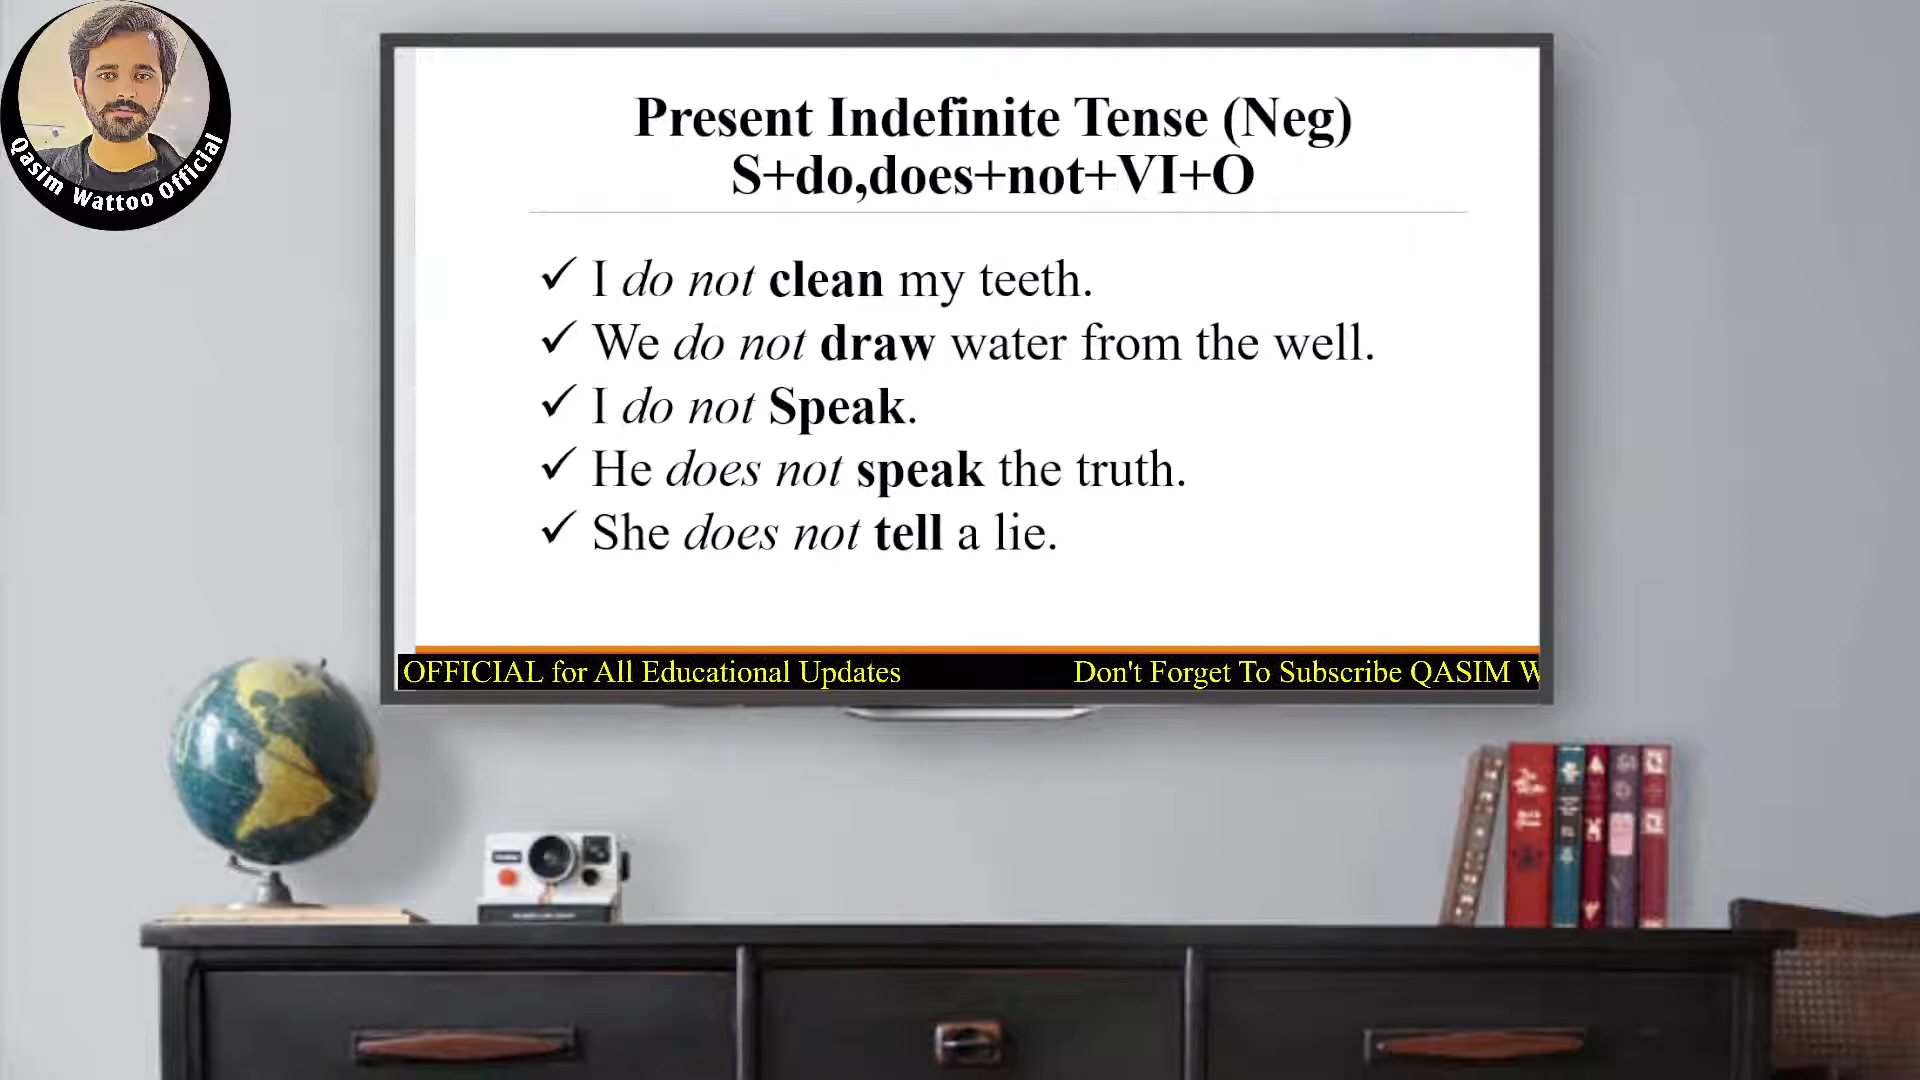 Qasim Wattoo Official
Present Indefinite Tense (Neg)
S+do,does+not+VI+O
✓ I do not clean my teeth.
✓ We do not draw water from the well.
✓ I do not Speak.
✓ He does not speak the truth.
✓ She does not tell a lie.
OFFICIAL for All Educational Updates Don't Forget To Subscribe QASIM W